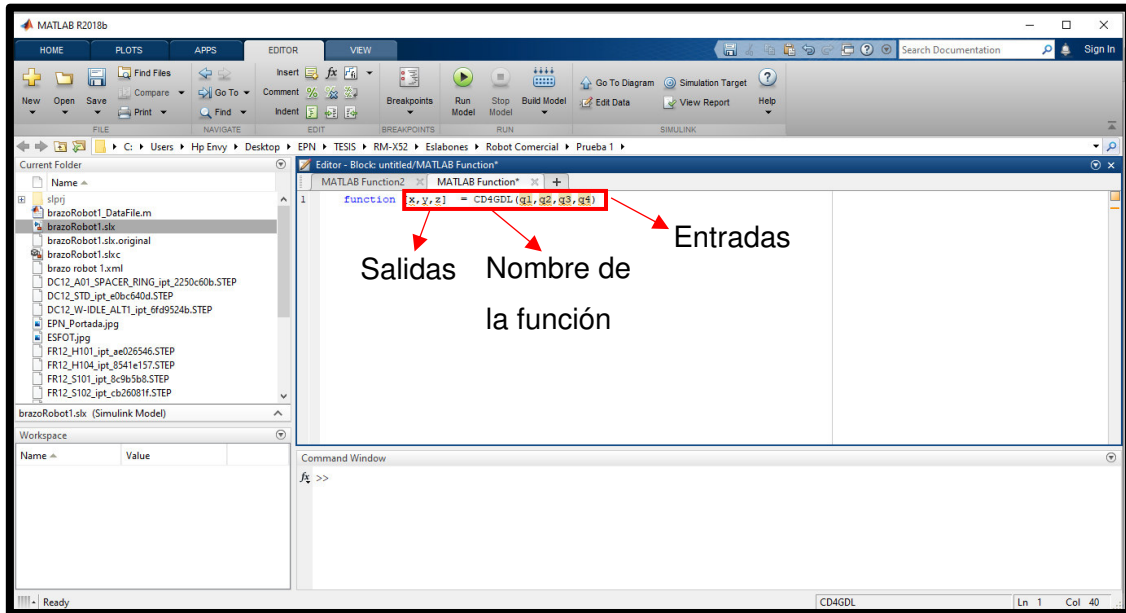 MATLAB R2018b
HOME PLOTS APPS EDITOR VIEW
Search Documentation
Sign In
New Open Save
Find Files
Compare
Print
Go To
Find
Insert fx
Comment
Indent
Breakpoints
Run Model
Stop Model
Build Model
Go To Diagram
Edit Data
Simulation Target
View Report
Help
FILE NAVIGATE EDIT BREAKPOINTS RUN SIMULINK
C: Users Hp Envy Desktop EPN TESIS RM-X52 Eslabones Robot Comercial Prueba 1
Current Folder
Name
slprj
brazoRobot1_DataFile.m
brazoRobot1.slx
brazoRobot1.slx.original
brazoRobot1.slxc
brazo robot 1.xml
DC12_A01_SPACER_RING_ipt_2250c60b.STEP
DC12_STD_ipt_e0bc640d.STEP
DC12_W-IDLE_ALT1_ipt_6fd9524b.STEP
EPN_Portada.jpg
ESFOT.jpg
FR12_H101_ipt_ae026546.STEP
FR12_H104_ipt_8541e157.STEP
FR12_S101_ipt_8c9b5b8.STEP
FR12_S102_ipt_cb26081f.STEP
brazoRobot1.slx (Simulink Model)
Workspace
Name Value
Editor - Block: untitled/MATLAB Function*
MATLAB Function2 MATLAB Function* +
1 function [x,y,z] = CD4GDL(q1,q2,q3,q4)
Entradas
Salidas
Nombre de
la función
Command Window
fx >>
Ready
CD4GDL
Ln 1 Col 40